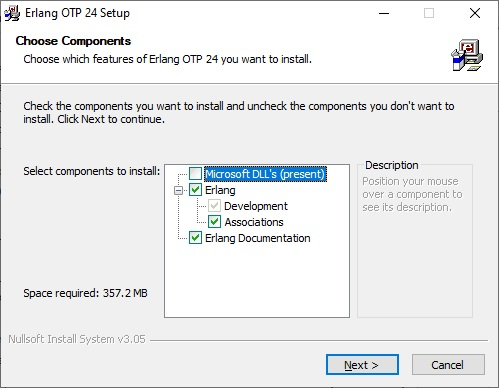 Erlang OTP 24 Setup
Choose Components
Choose which features of Erlang OTP 24 you want to install.
Check the components you want to install and uncheck the components you don't want to
install. Click Next to continue.
Select components to install:
Microsoft DLL's (present)
Erlang
Development
Associations
Erlang Documentation
Description
Position your mouse
over a component to
see its description.
Space required: 357.2 MB
Nullsoft Install System v3.05
Next >
Cancel